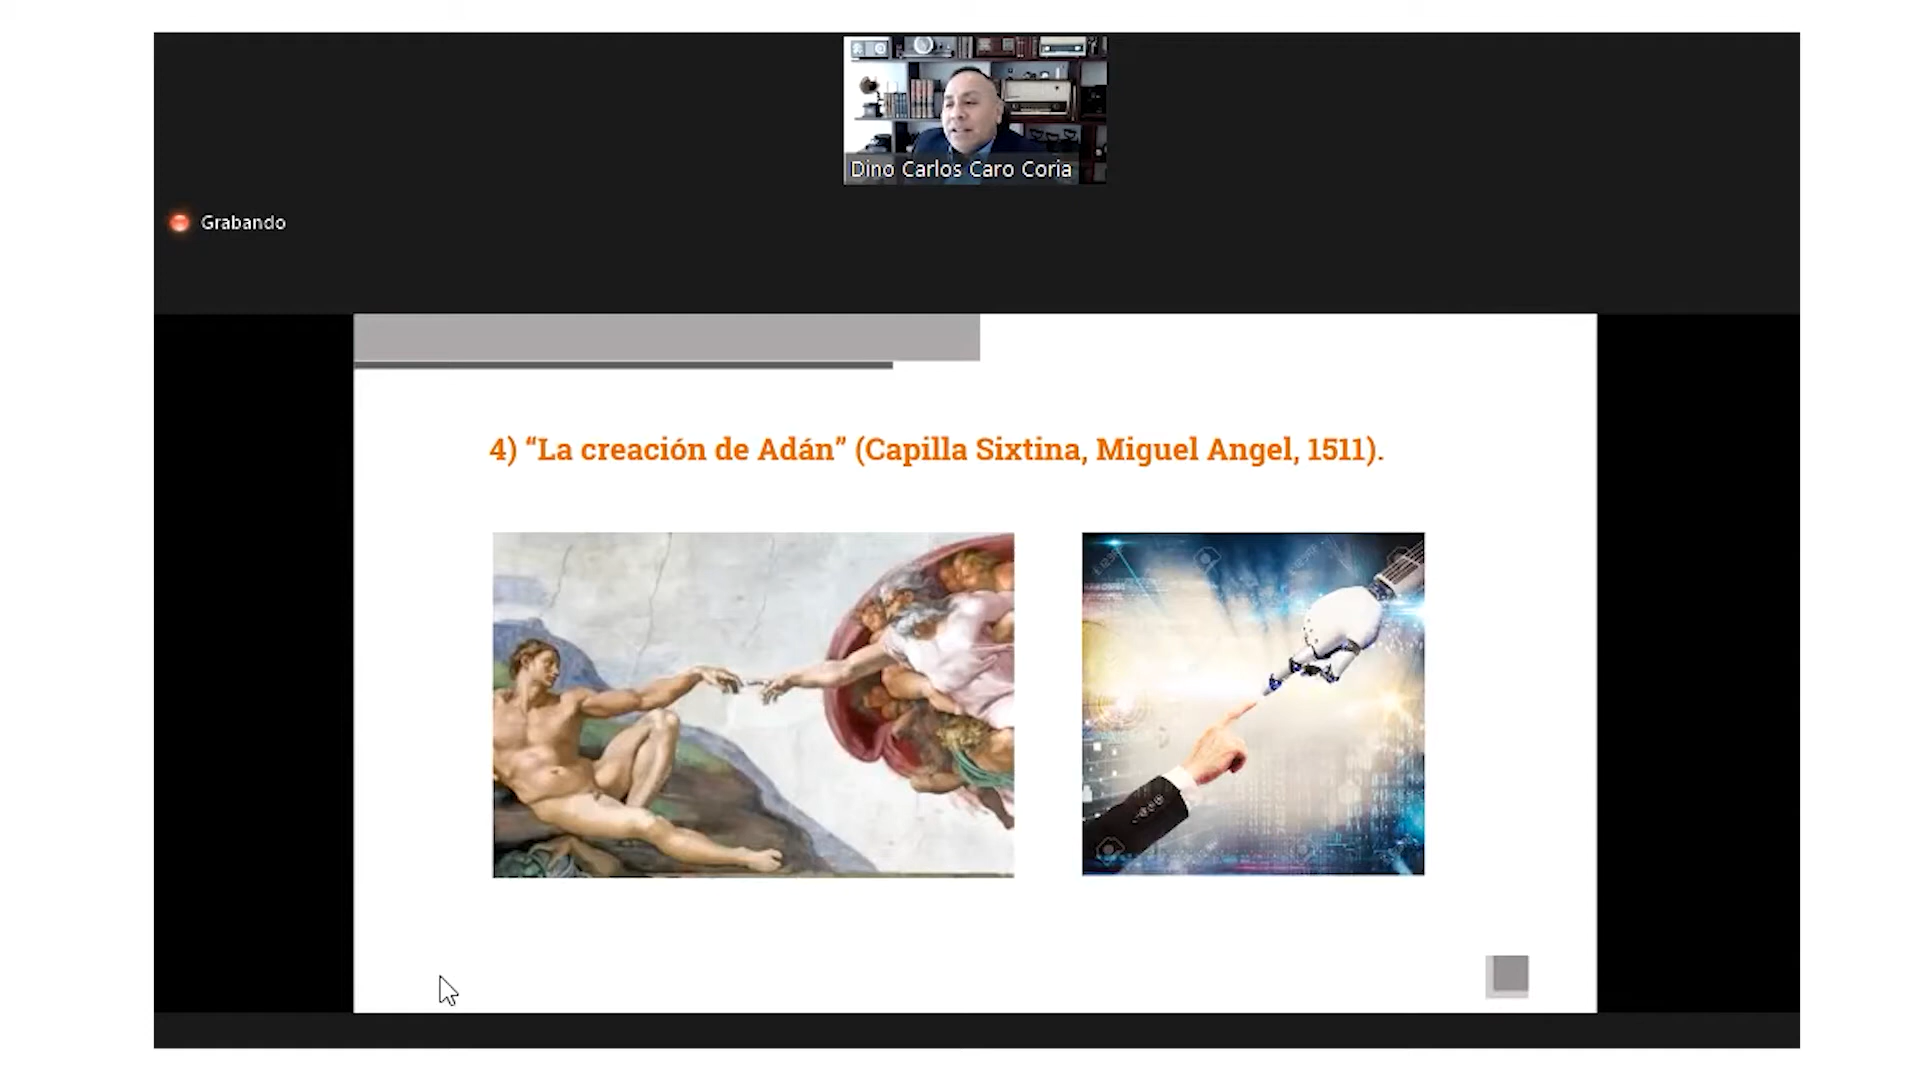 Dino Carlos Caro Coria
Grabando
4) “La creación de Adán” (Capilla Sixtina, Miguel Angel, 1511).